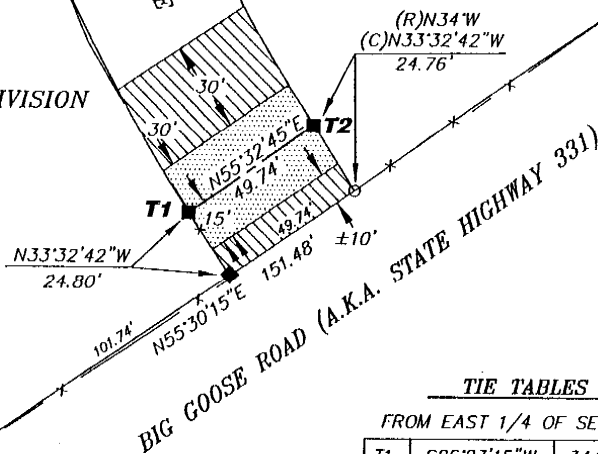 (R)N34°W
(C)N33°32'42"W
24.76'
IVISION
30'
30'
N55°32'45"E
49.74'
T2
T1
15'
49.74'
±10'
N33°32'42"W
24.80'
151.48'
N55°30'15"E
101.74'
BIG GOOSE ROAD (A.K.A. STATE HIGHWAY 331)
TIE TABLES
FROM EAST 1/4 OF SE
T1